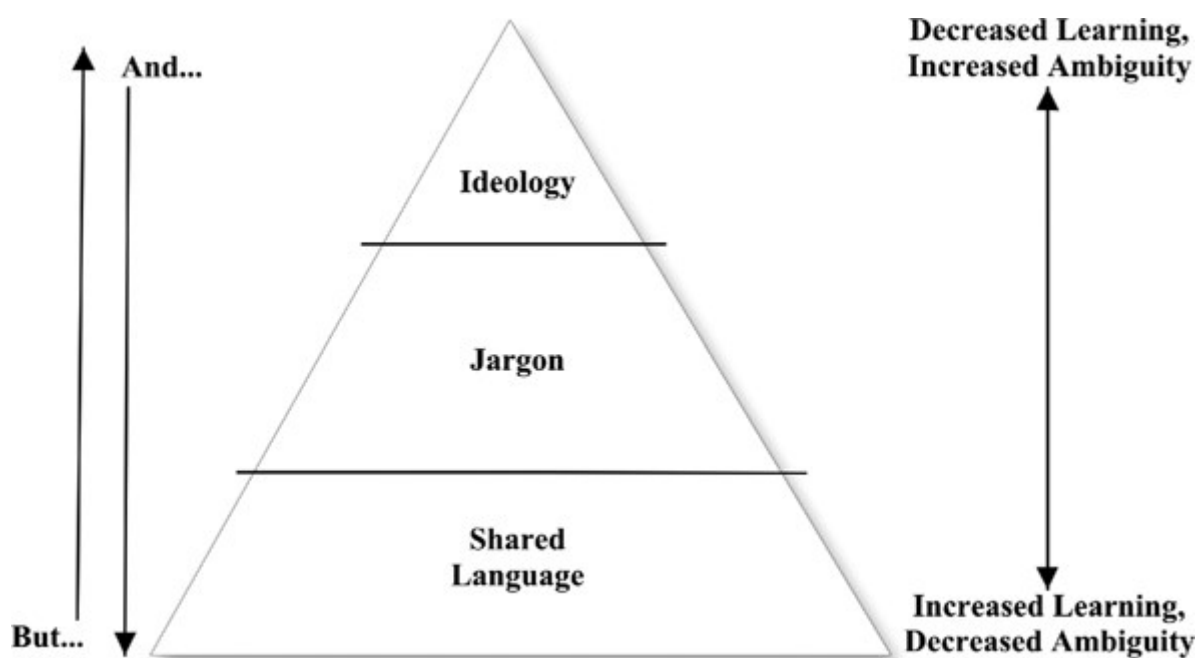 And...
Decreased Learning,
Increased Ambiguity
Ideology
Jargon
Shared
Language
But...
Increased Learning,
Decreased Ambiguity